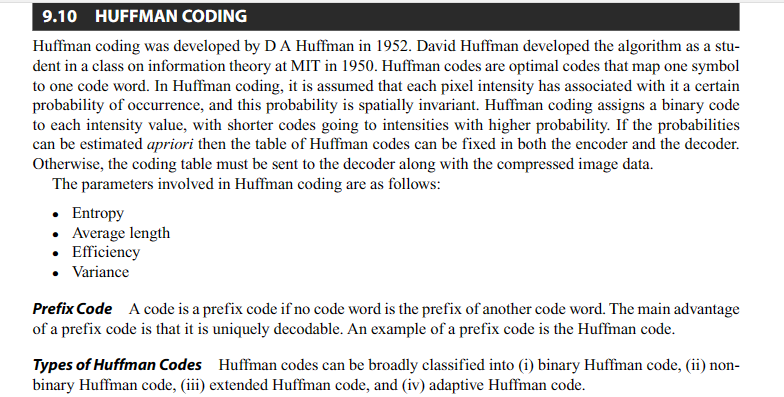 9.10 HUFFMAN CODING
Huffman coding was developed by D A Huffman in 1952. David Huffman developed the algorithm as a stu-
dent in a class on information theory at MIT in 1950. Huffman codes are optimal codes that map one symbol
to one code word. In Huffman coding, it is assumed that each pixel intensity has associated with it a certain
probability of occurrence, and this probability is spatially invariant. Huffman coding assigns a binary code
to each intensity value, with shorter codes going to intensities with higher probability. If the probabilities
can be estimated apriori then the table of Huffman codes can be fixed in both the encoder and the decoder.
Otherwise, the coding table must be sent to the decoder along with the compressed image data.
The parameters involved in Huffman coding are as follows:
• Entropy
• Average length
• Efficiency
• Variance
Prefix Code A code is a prefix code if no code word is the prefix of another code word. The main advantage
of a prefix code is that it is uniquely decodable. An example of a prefix code is the Huffman code.
Types of Huffman Codes Huffman codes can be broadly classified into (i) binary Huffman code, (ii) non-
binary Huffman code, (iii) extended Huffman code, and (iv) adaptive Huffman code.